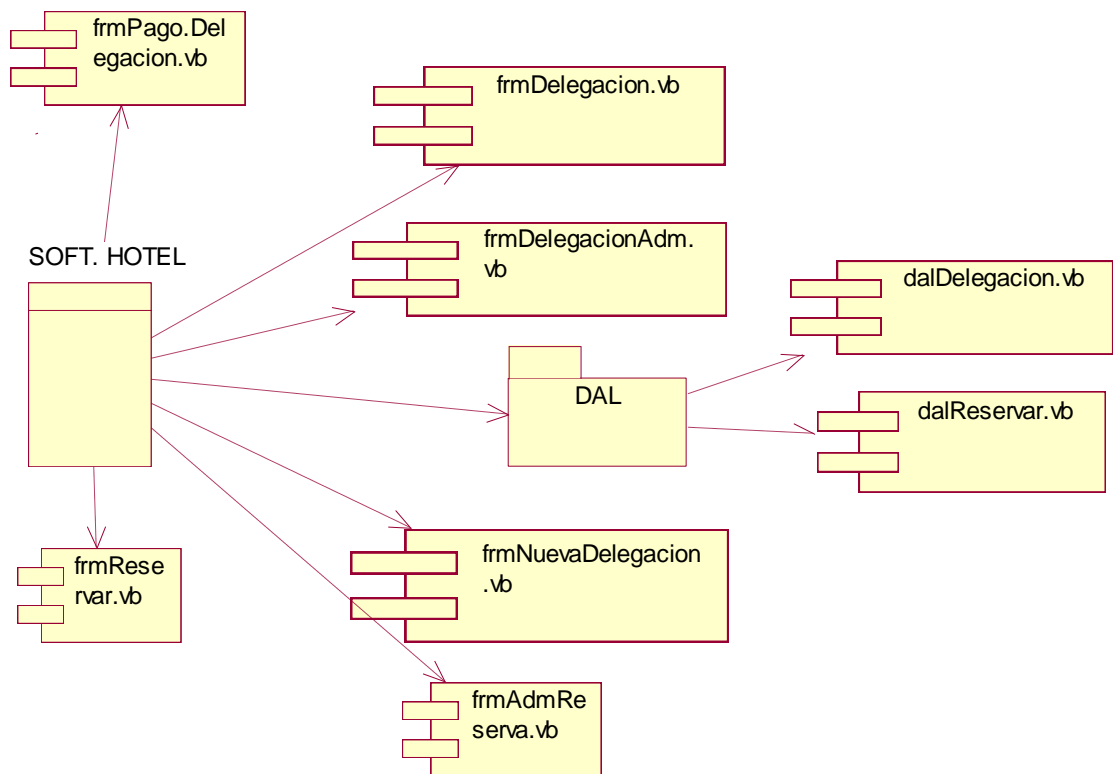 frmPago.Del
egacion.vb
frmDelegacion.vb
SOFT. HOTEL
frmDelegacionAdm.
vb
dalDelegacion.vb
DAL
dalReservar.vb
frmRese
rvar.vb
frmNuevaDelegacion
.vb
frmAdmRe
serva.vb